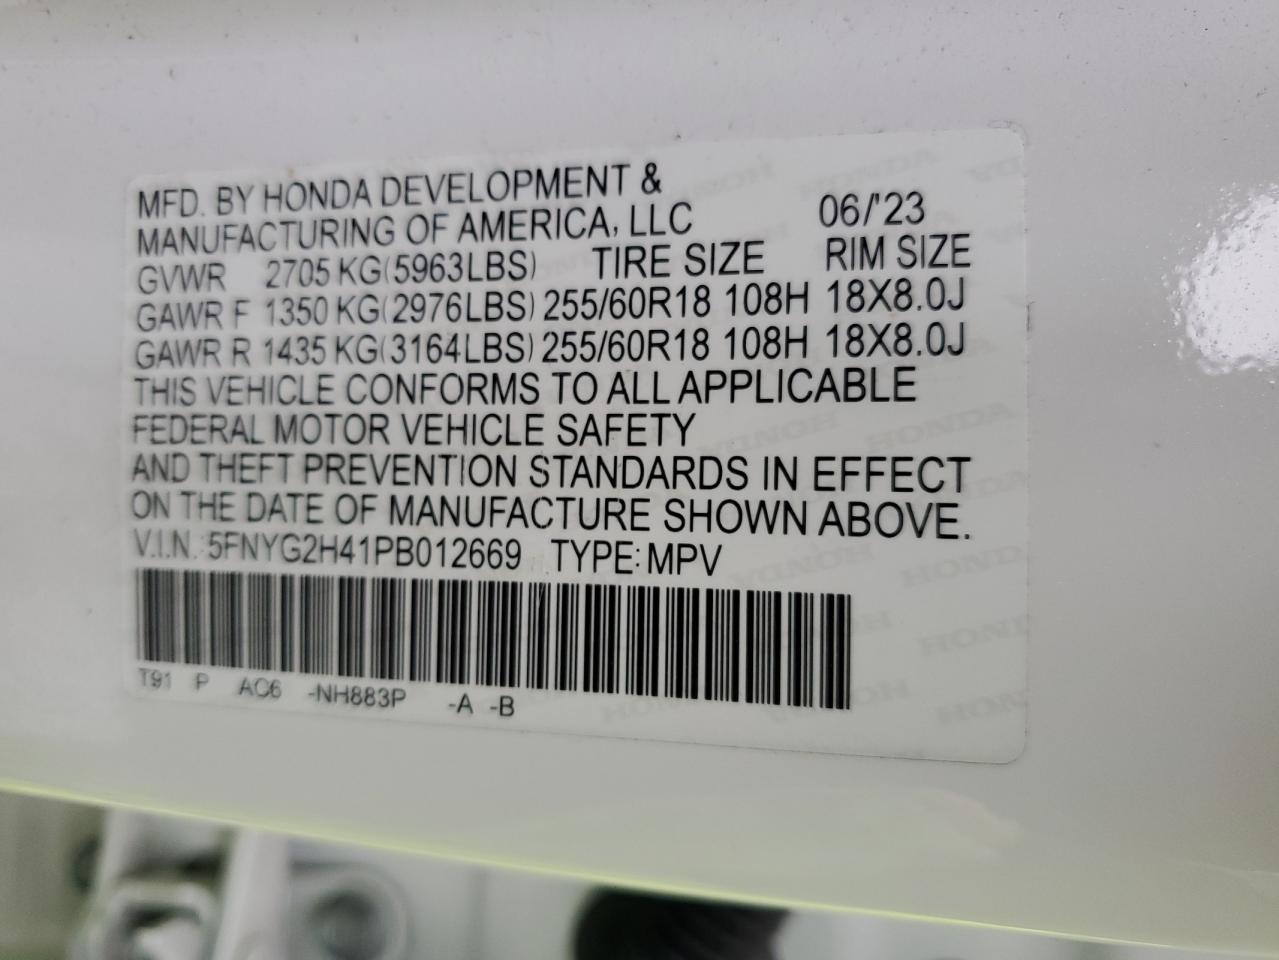 MFD. BY HONDA DEVELOPMENT &
MANUFACTURING OF AMERICA, LLC 06/'23
GVWR 2705 KG(5963LBS) TIRE SIZE RIM SIZE
GAWR F 1350 KG(2976LBS) 255/60R18 108H 18X8.0J
GAWR R 1435 KG(3164LBS) 255/60R18 108H 18X8.0J
THIS VEHICLE CONFORMS TO ALL APPLICABLE
FEDERAL MOTOR VEHICLE SAFETY
AND THEFT PREVENTION STANDARDS IN EFFECT
ON THE DATE OF MANUFACTURE SHOWN ABOVE.
V.I.N.: 5FNYG2H41PB012669 TYPE: MPV
T91 P AC6 -NH883P -A -B